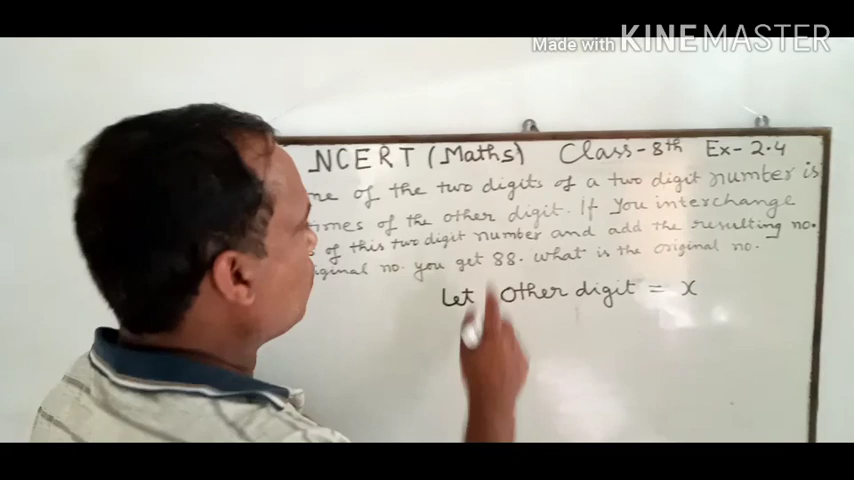 Made with KINEMASTER
NCERT (Maths) Class-8th Ex-2.4
of the two digits of a two digit number is
times of the other digit. If you interchange
of this two digit number and add the resulting no.
no. you get 88. what is the original no.
Let other digit = x